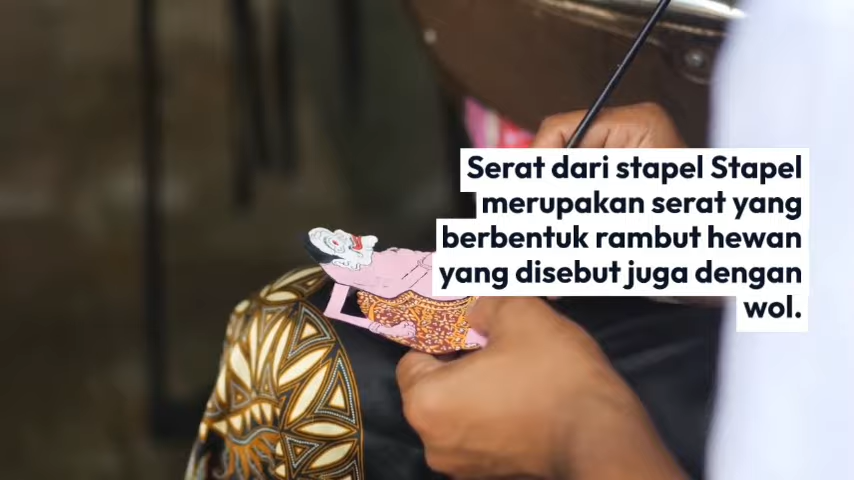 Serat dari stapel Stapel
merupakan serat yang
berbentuk rambut hewan
yang disebut juga dengan
wol.